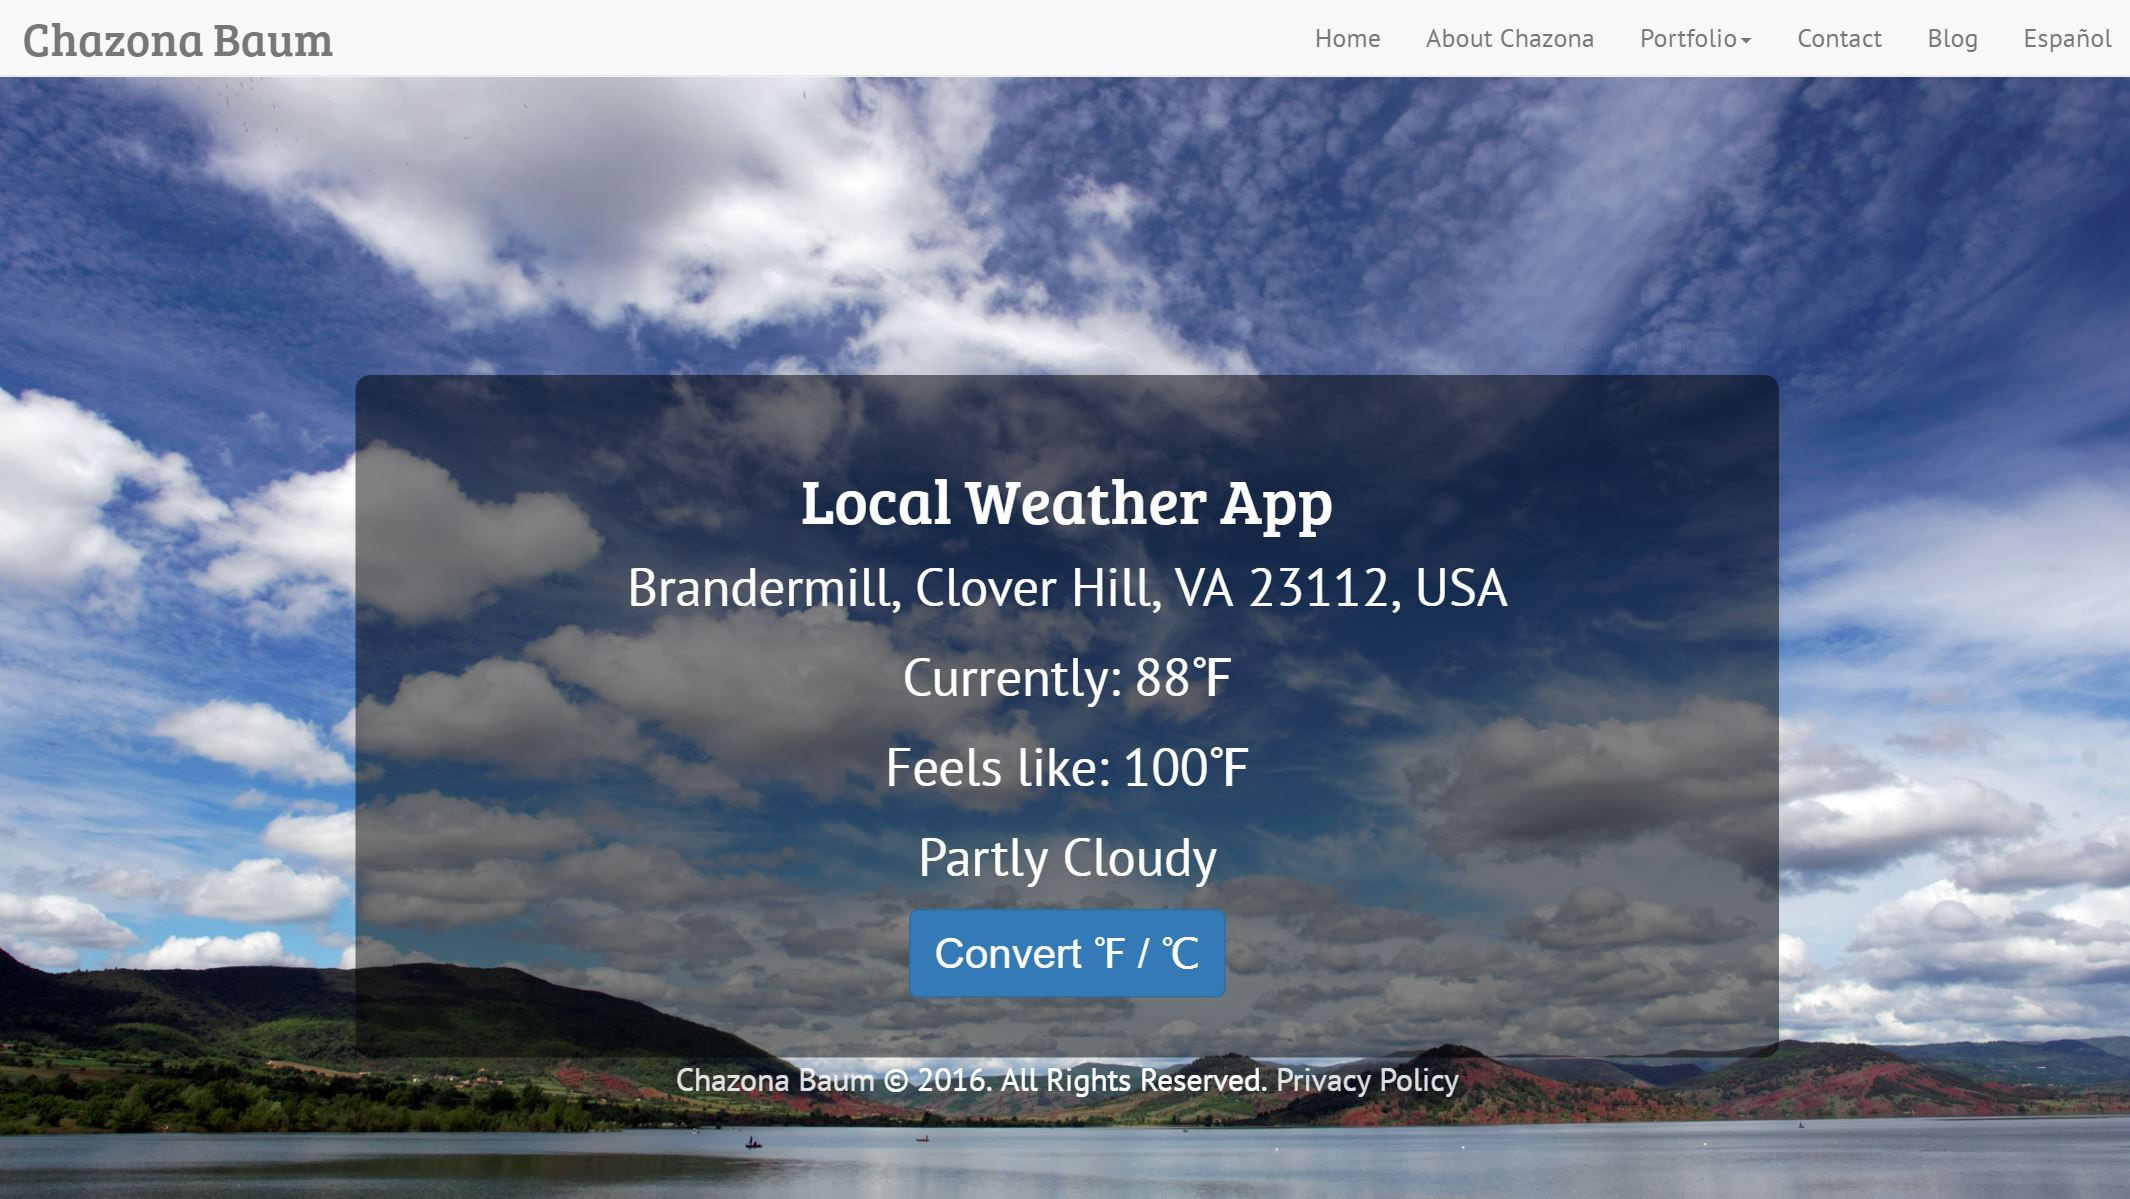 Chazona Baum
Home About Chazona Portfolio Contact Blog Español
Local Weather App
Brandermill, Clover Hill, VA 23112, USA
Currently: 88℉
Feels like: 100℉
Partly Cloudy
Convert ℉ / ℃
Chazona Baum © 2016. All Rights Reserved. Privacy Policy